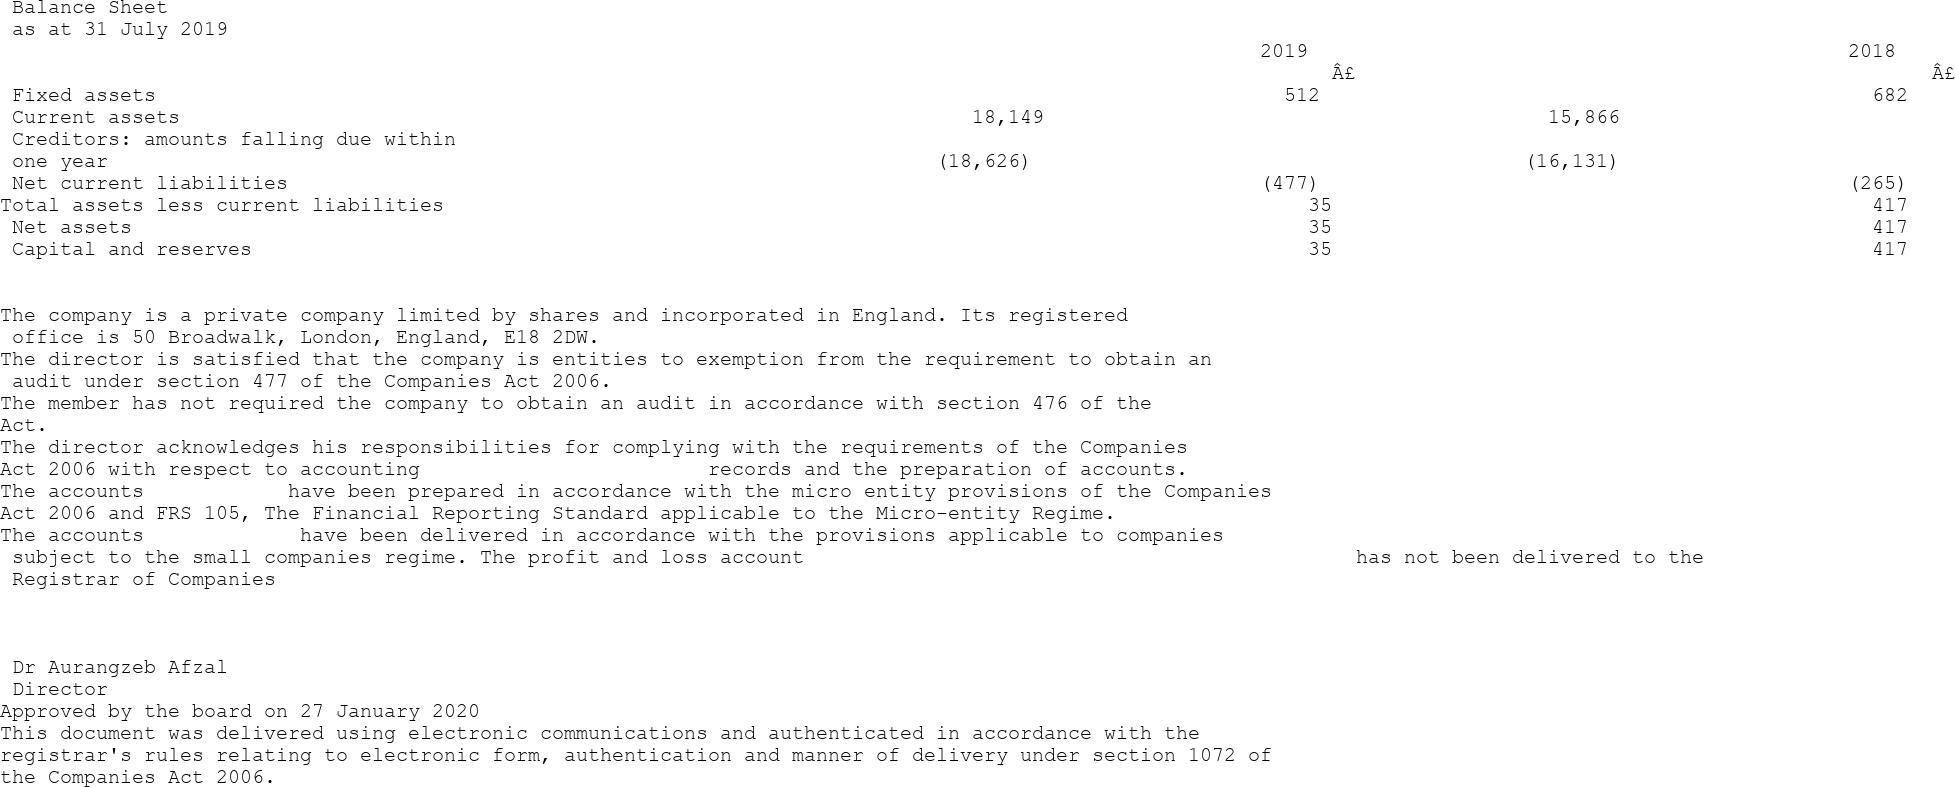 Balance Sheet
as at 31 July 2019
2019 2018
Â£ Â£
Fixed assets 512 682
Current assets 18,149 15,866
Creditors: amounts falling due within
one year (18,626) (16,131)
Net current liabilities (477) (265)
Total assets less current liabilities 35 417
Net assets 35 417
Capital and reserves 35 417
The company is a private company limited by shares and incorporated in England. Its registered
office is 50 Broadwalk, London, England, E18 2DW.
The director is satisfied that the company is entities to exemption from the requirement to obtain an
audit under section 477 of the Companies Act 2006.
The member has not required the company to obtain an audit in accordance with section 476 of the
Act.
The director acknowledges his responsibilities for complying with the requirements of the Companies
Act 2006 with respect to accounting records and the preparation of accounts.
The accounts have been prepared in accordance with the micro entity provisions of the Companies
Act 2006 and FRS 105, The Financial Reporting Standard applicable to the Micro-entity Regime.
The accounts have been delivered in accordance with the provisions applicable to companies
subject to the small companies regime. The profit and loss account has not been delivered to the
Registrar of Companies
Dr Aurangzeb Afzal
Director
Approved by the board on 27 January 2020
This document was delivered using electronic communications and authenticated in accordance with the
registrar's rules relating to electronic form, authentication and manner of delivery under section 1072 of
the Companies Act 2006.